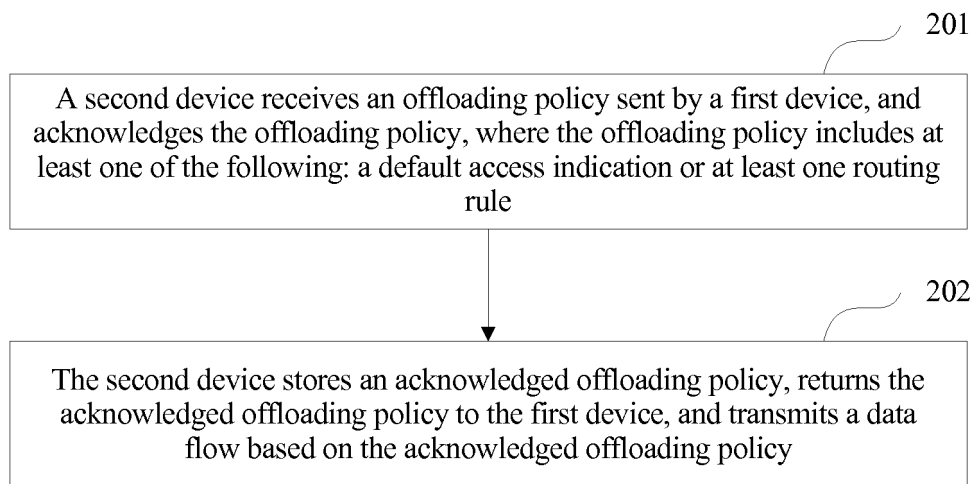 201
A second device receives an offloading policy sent by a first device, and
acknowledges the offloading policy, where the offloading policy includes at
least one of the following: a default access indication or at least one routing
rule
202
The second device stores an acknowledged offloading policy, returns the
acknowledged offloading policy to the first device, and transmits a data
flow based on the acknowledged offloading policy